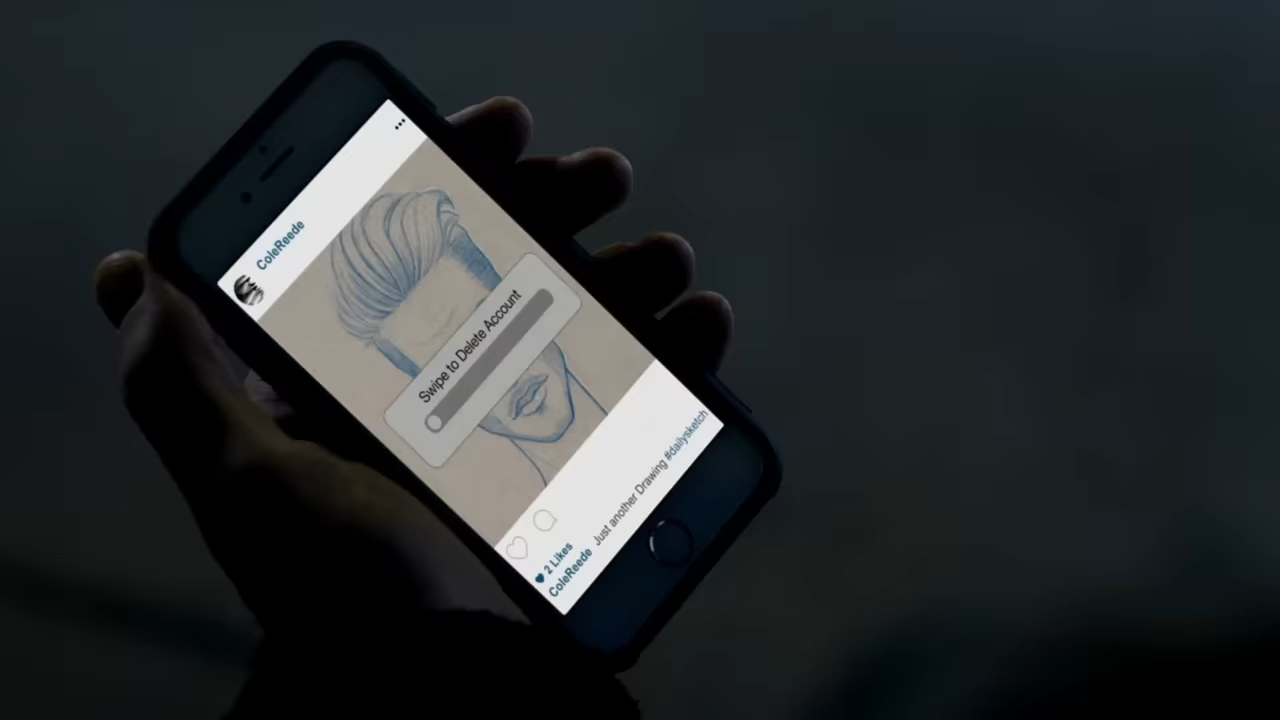 ColeReede
Swipe to Delete Account
2 Likes
ColeReede Just another Drawing #dailysketch